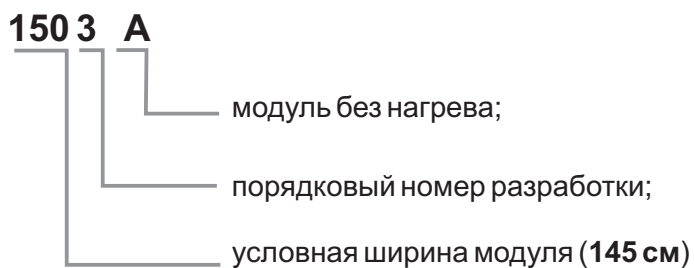 150 3 А
модуль без нагрева;
порядковый номер разработки;
условная ширина модуля (145 см)